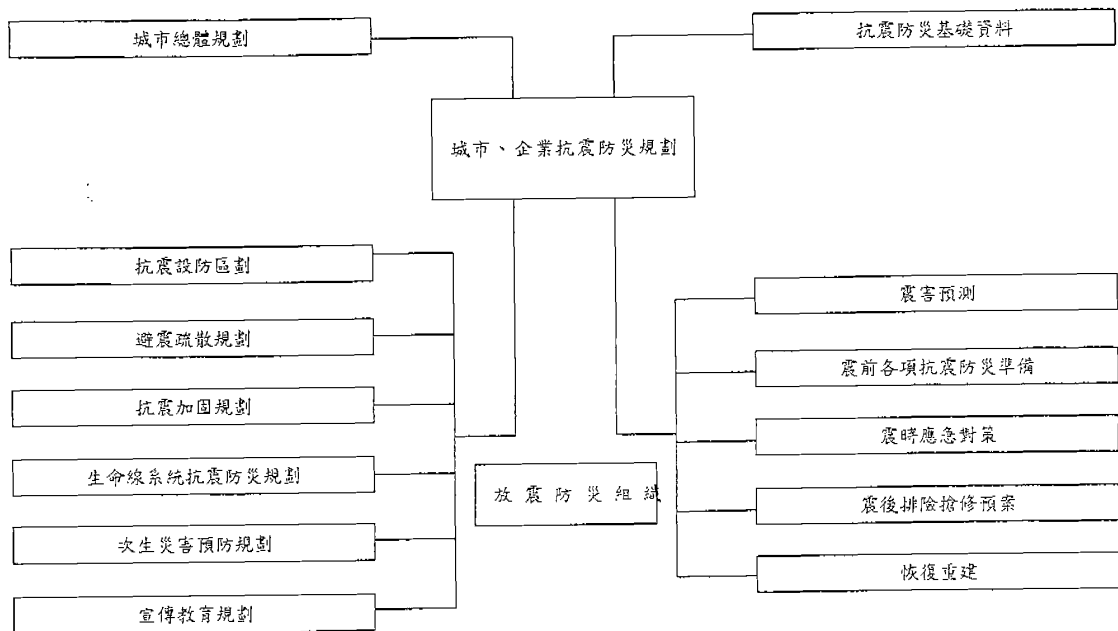 城市總體規劃
抗震防災基礎資料
城市、企業抗震防災規劃
抗震設防區劃
避震疏散規劃
抗震加固規劃
生命線系統抗震防災規劃
次生災害預防規劃
宣傳教育規劃
放震防災組織
震害預測
震前各項抗震防災準備
震時應急對策
震後排險搶修預案
恢復重建